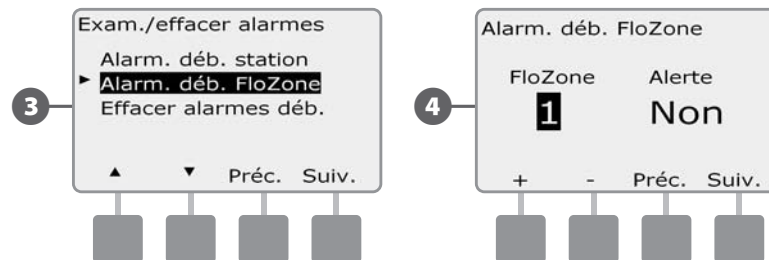 3
Exam./effacer alarmes
Alarm. déb. station
► Alarm. déb. FloZone
Effacer alarmes déb.
▲ ▼ Préc. Suiv.
4
Alarm. déb. FloZone
FloZone Alerte
1 Non
+ - Préc. Suiv.